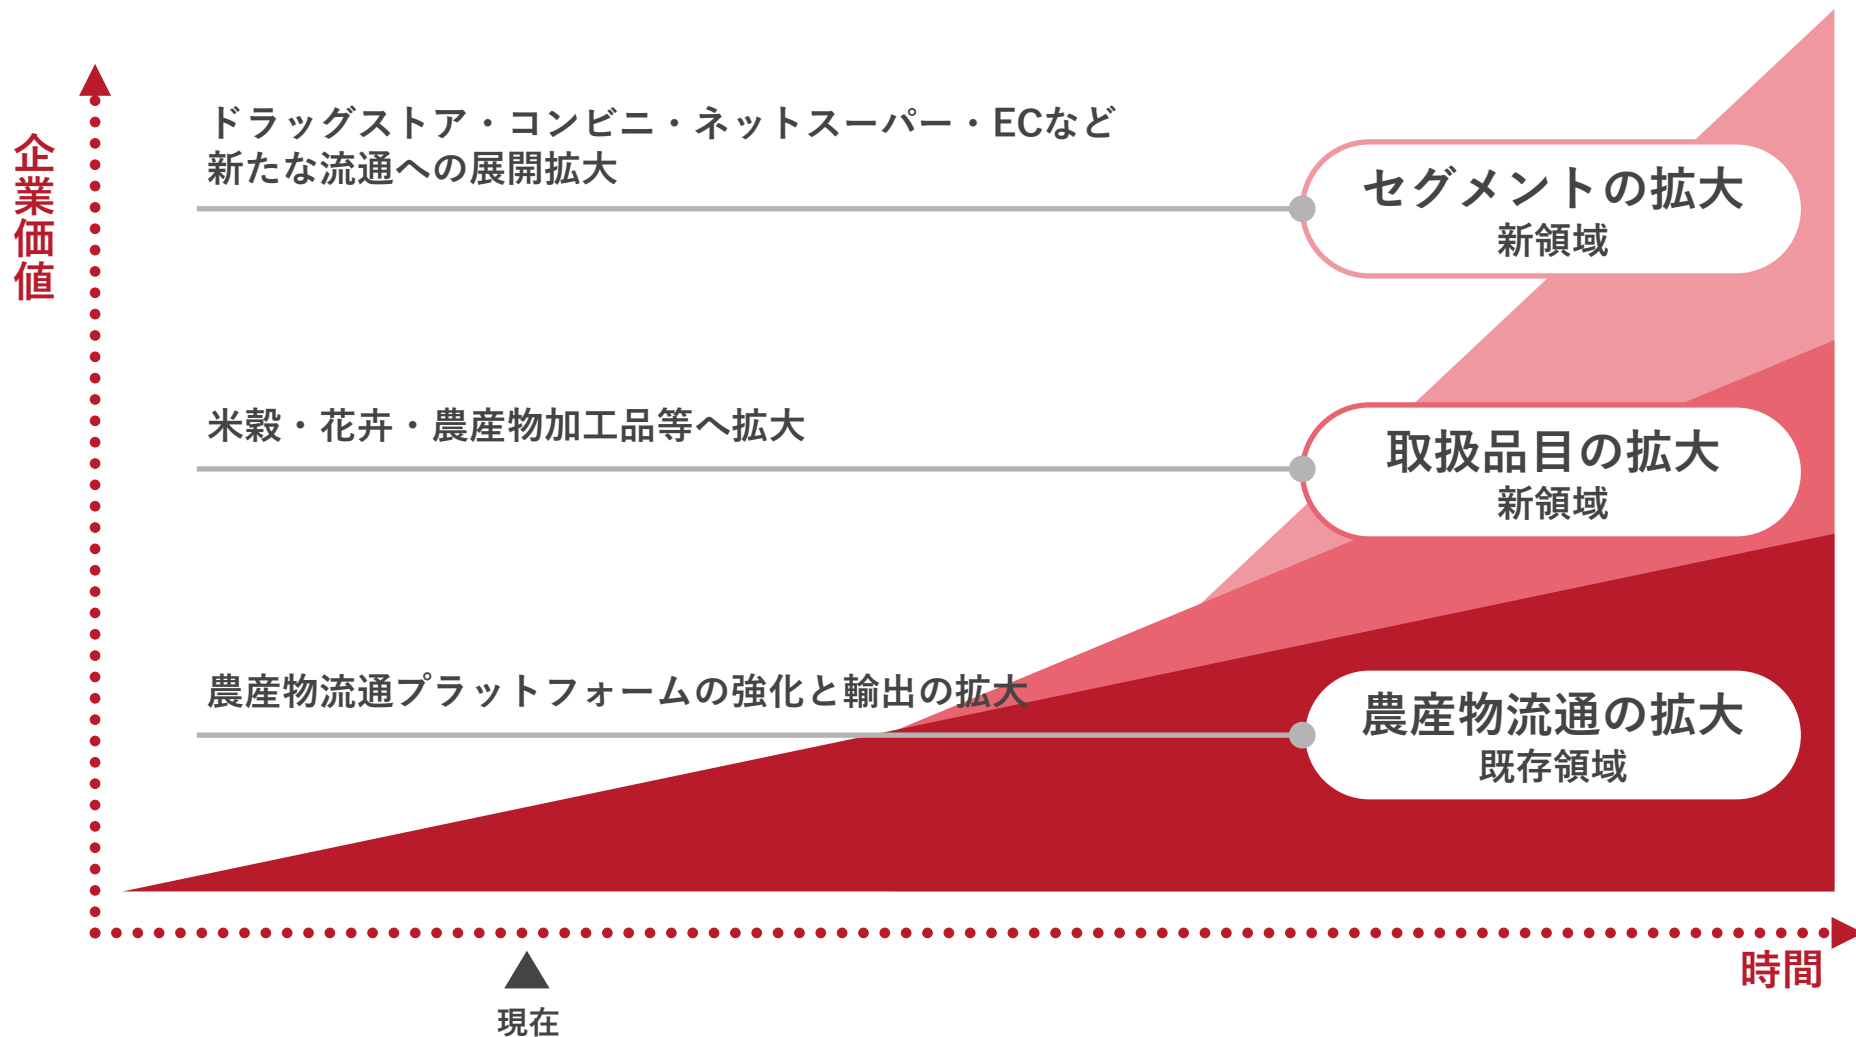 企業価値
ドラッグストア・コンビニ・ネットスーパー・ECなど
新たな流通への展開拡大
セグメントの拡大
新領域
米穀・花卉・農産物加工品等へ拡大
取扱品目の拡大
新領域
農産物流通プラットフォームの強化と輸出の拡大
農産物流通の拡大
既存領域
時間
現在